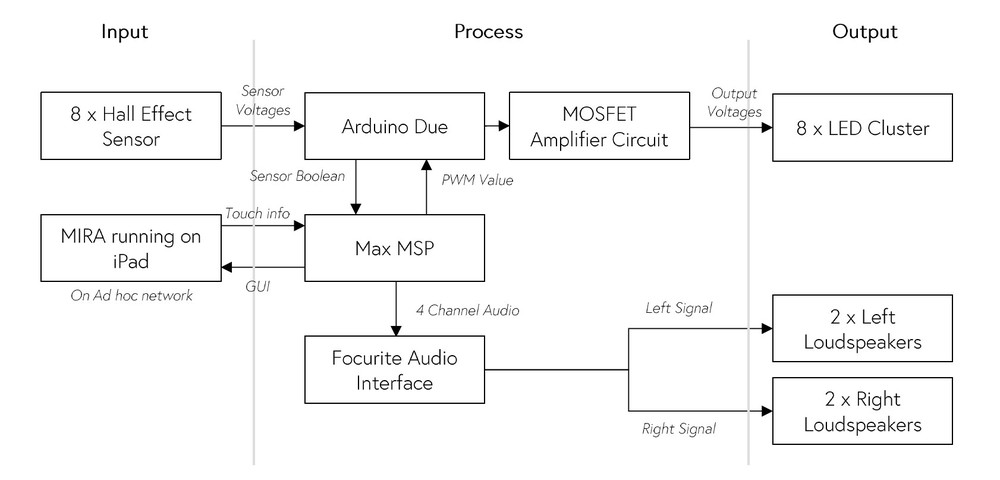 Input
Process
Output
8 x Hall Effect
Sensor
Sensor
Voltages
Arduino Due
MOSFET
Amplifier Circuit
Output
Voltages
8 x LED Cluster
Sensor Boolean
PWM Value
MIRA running on
iPad
On Ad hoc network
Touch info
GUI
Max MSP
4 Channel Audio
Focurite Audio
Interface
Left Signal
2 x Left
Loudspeakers
Right Signal
2 x Right
Loudspeakers